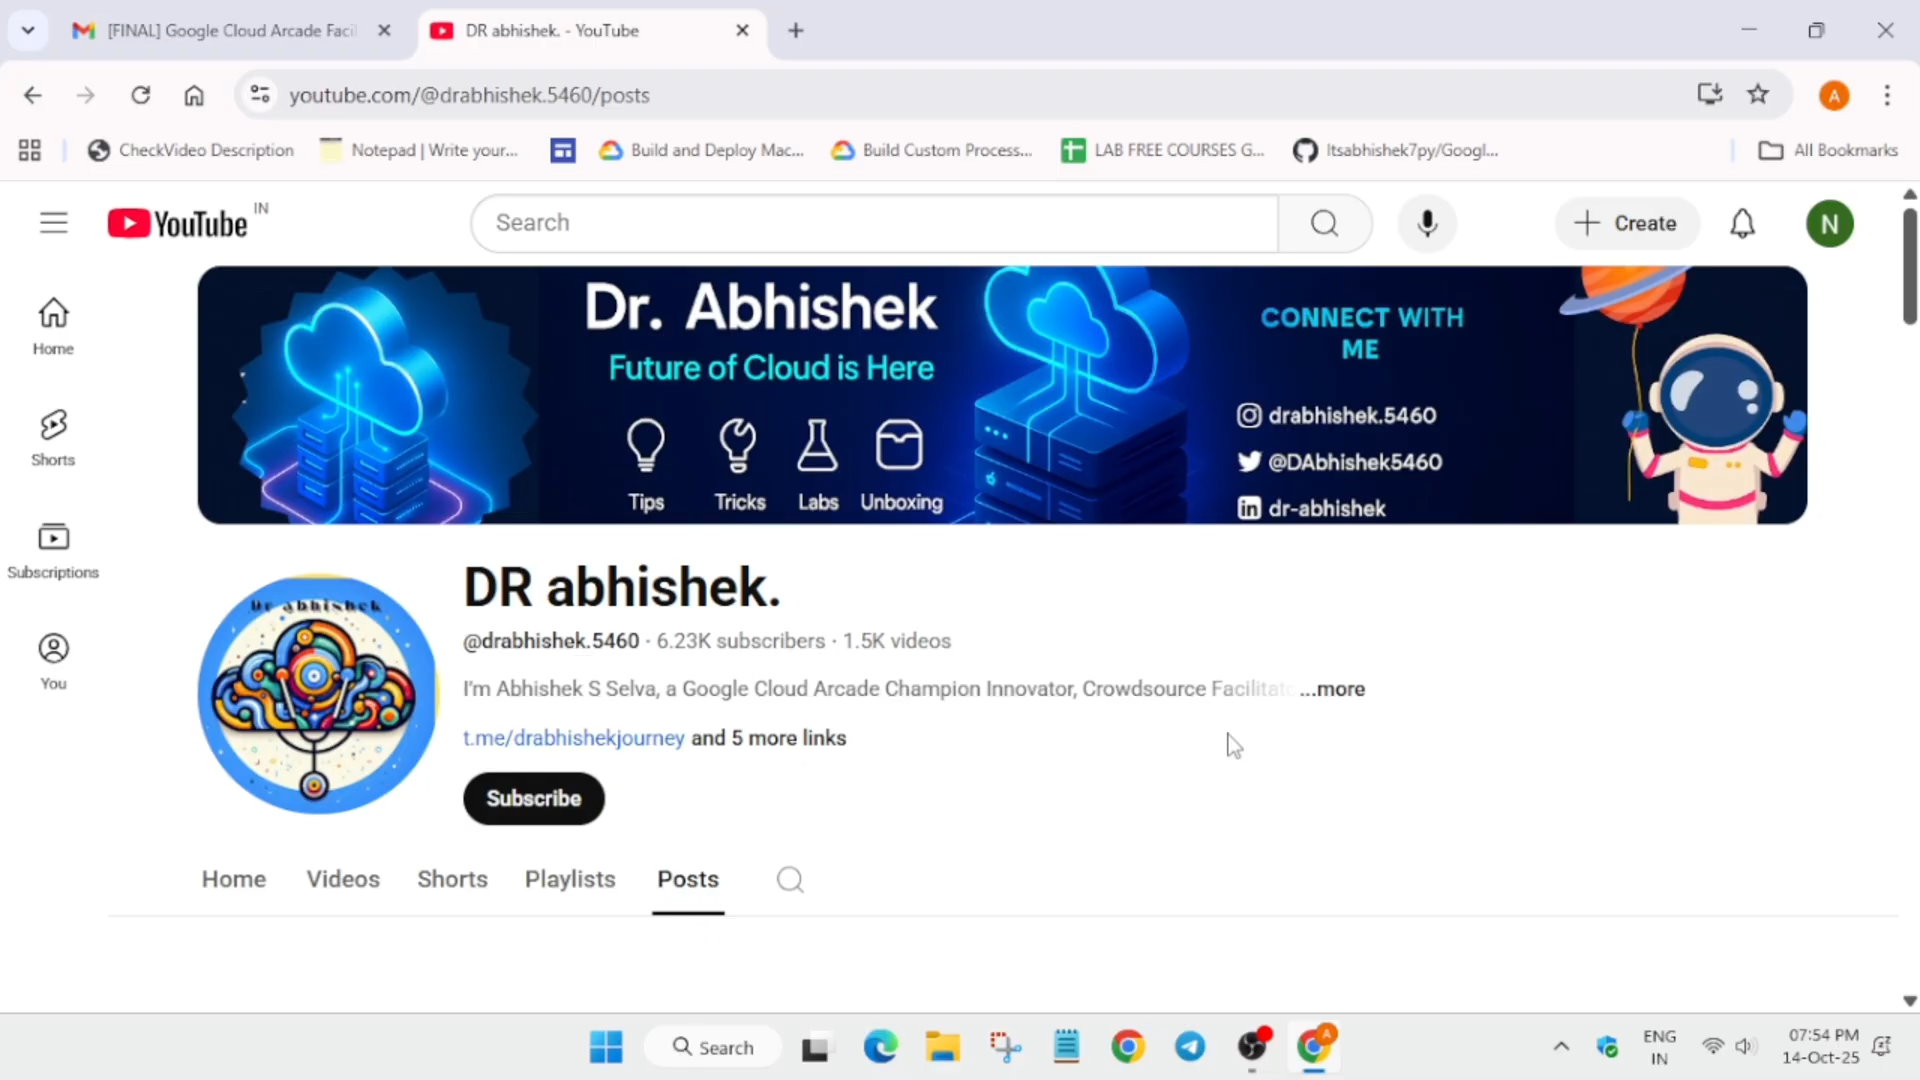 [FINAL] Google Cloud Arcade Faci
DR abhishek. - YouTube
youtube.com/@drabhishek.5460/posts
A
CheckVideo Description
Notepad | Write your...
Build and Deploy Mac...
Build Custom Process...
LAB FREE COURSES G...
Itsabhishek7py/Googl...
All Bookmarks
YouTube IN
Search
Create
N
Home
Shorts
Subscriptions
You
Dr. Abhishek
Future of Cloud is Here
Tips
Tricks
Labs
Unboxing
CONNECT WITH
ME
drabhishek.5460
@DAbhishek5460
in dr-abhishek
Dr abhishek
DR abhishek.
@drabhishek.5460 · 6.23K subscribers · 1.5K videos
I'm Abhishek S Selva, a Google Cloud Arcade Champion Innovator, Crowdsource Facilitato ...more
t.me/drabhishekjourney and 5 more links
Subscribe
Home
Videos
Shorts
Playlists
Posts
Search
A
ENG
IN
07:54 PM
14-Oct-25